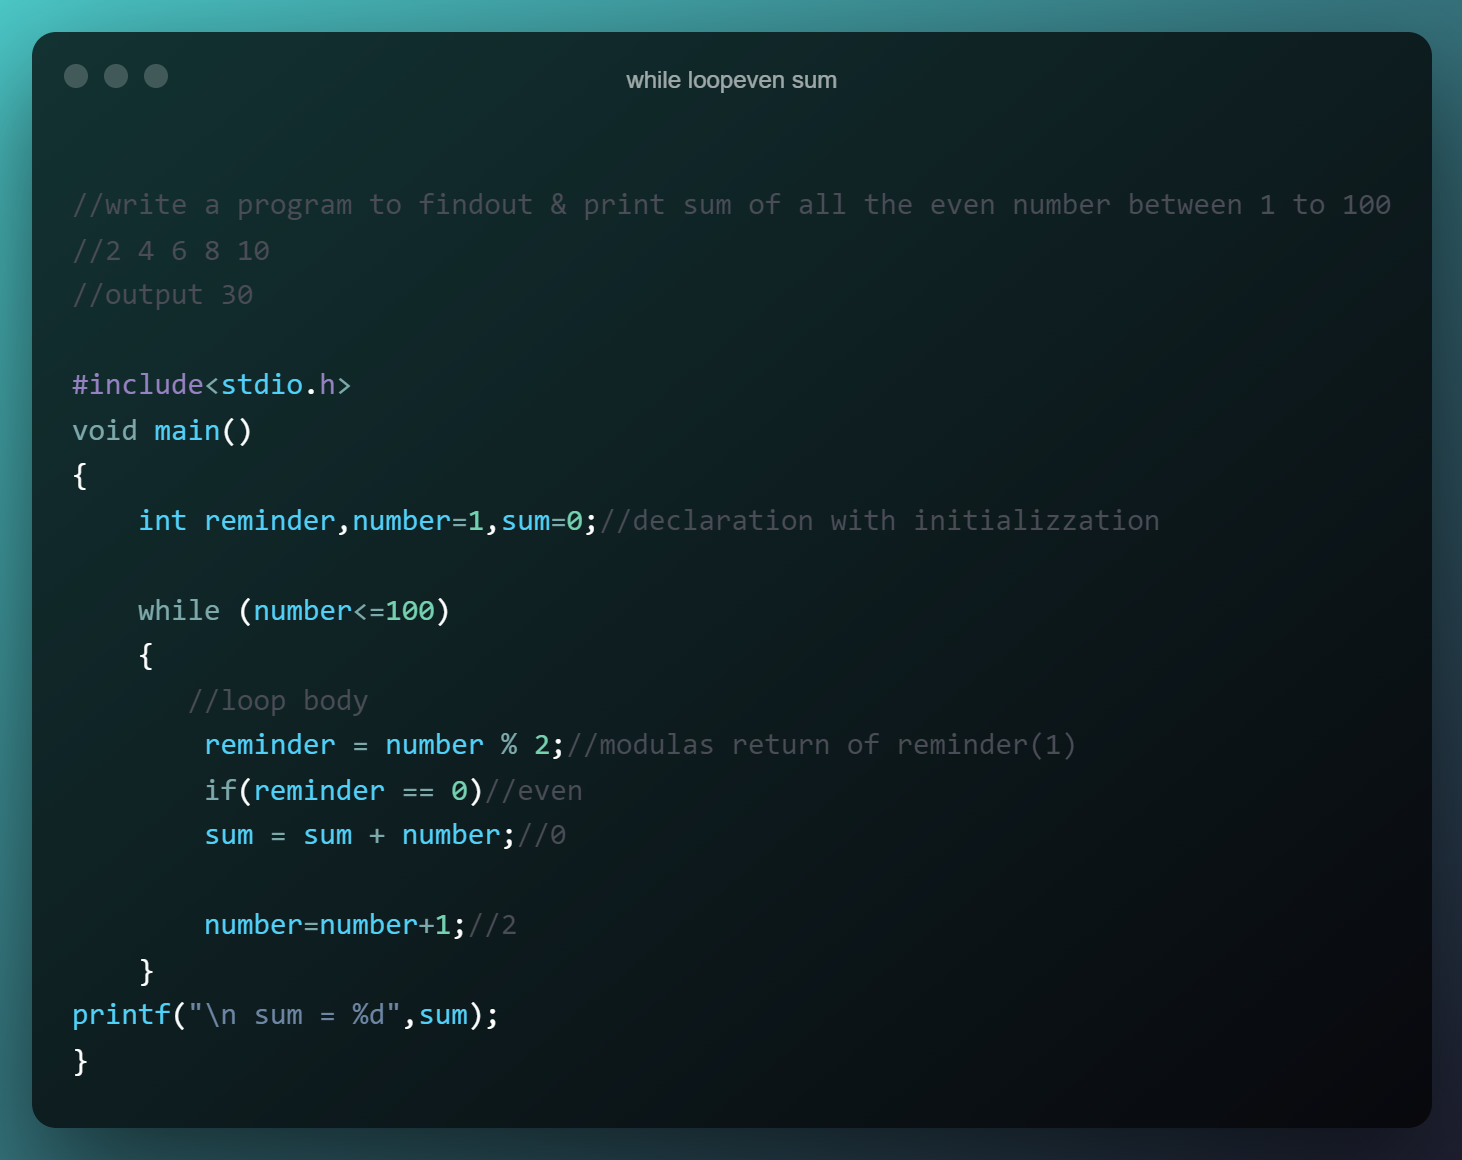 while loopeven sum
//write a program to findout & print sum of all the even number between 1 to 100
//2 4 6 8 10
//output 30
#include<stdio.h>
void main()
{
    int reminder,number=1,sum=0;//declaration with initializzation
    while (number<=100)
    {
       //loop body
        reminder = number % 2;//modulas return of reminder(1)
        if(reminder == 0)//even
        sum = sum + number;//0
        number=number+1;//2
    }
printf("\n sum = %d",sum);
}